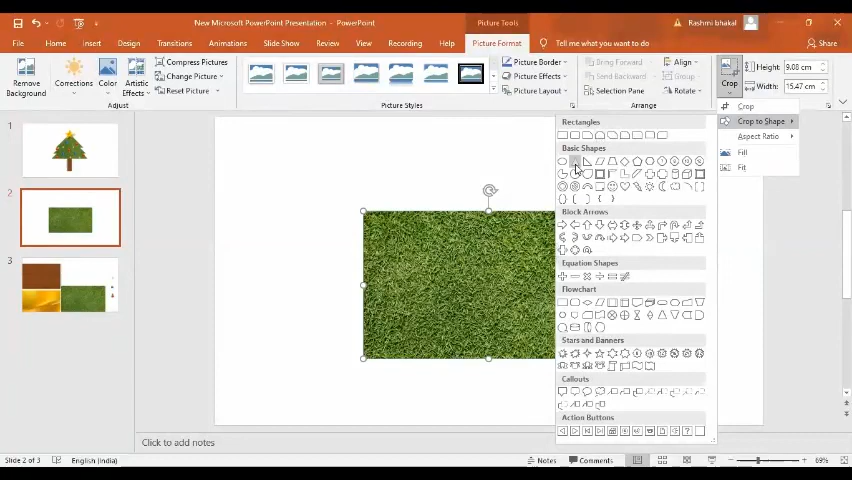 New Microsoft PowerPoint Presentation - PowerPoint
Picture Tools
Rashmi bhakal
File Home Insert Design Transitions Animations Slide Show Review View Recording Help Picture Format Tell me what you want to do Share
Remove Background
Corrections
Color
Artistic Effects
Compress Pictures
Change Picture
Reset Picture
Adjust
Picture Styles
Picture Border
Picture Effects
Picture Layout
Bring Forward
Send Backward
Selection Pane
Align
Group
Rotate
Arrange
Crop
Height: 9.08 cm
Width: 15.47 cm
Crop
Crop to Shape
Aspect Ratio
Fill
Fit
Rectangles
Basic Shapes
Block Arrows
Equation Shapes
Flowchart
Stars and Banners
Callouts
Action Buttons
1
2
3
Click to add notes
Slide 2 of 3 English (India) Notes Comments 69%